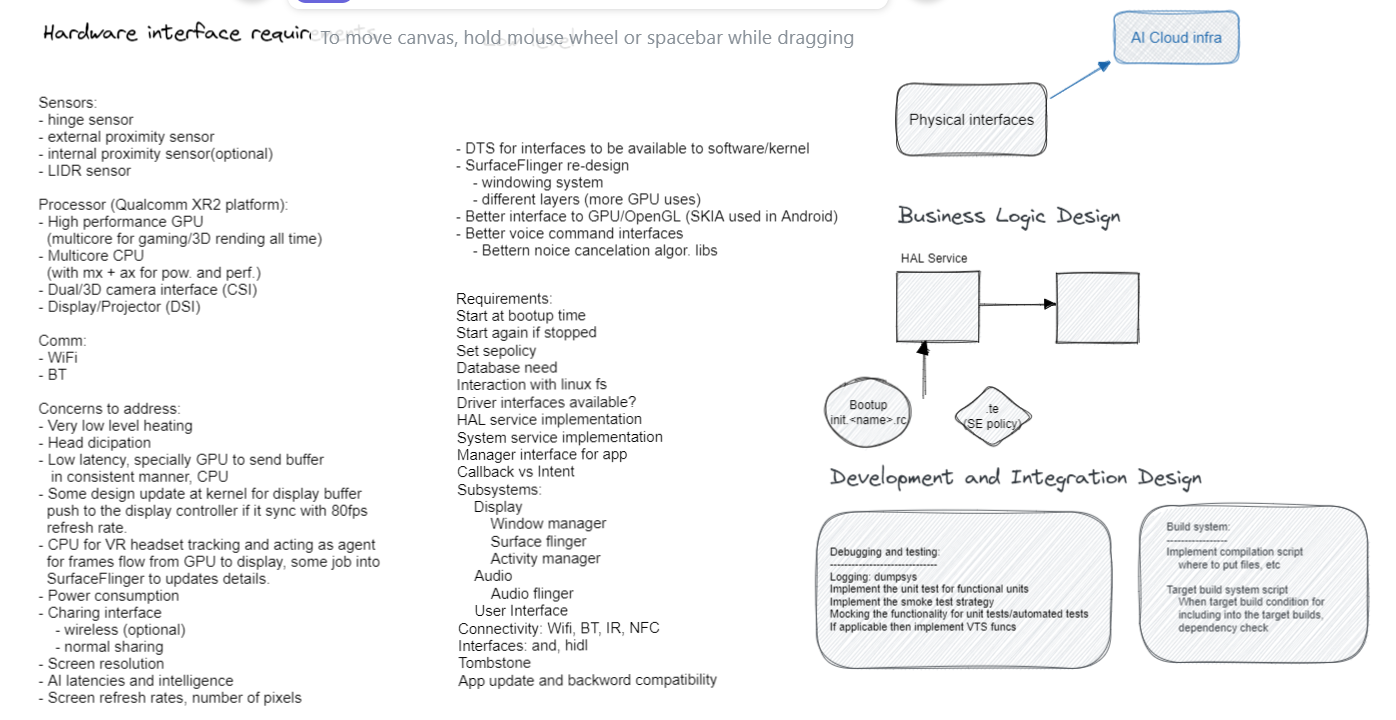 Hardware interface requir
To move canvas, hold mouse wheel or spacebar while dragging
Sensors:
- hinge sensor
- external proximity sensor
- internal proximity sensor(optional)
- LIDR sensor
Processor (Qualcomm XR2 platform):
- High performance GPU
(multicore for gaming/3D rending all time)
- Multicore CPU
(with mx + ax for pow. and perf.)
- Dual/3D camera interface (CSI)
- Display/Projector (DSI)
Comm:
- WiFi
- BT
Concerns to address:
- Very low level heating
- Head dicipation
- Low latency, specially GPU to send buffer
in consistent manner, CPU
- Some design update at kernel for display buffer
push to the display controller if it sync with 80fps
refresh rate.
- CPU for VR headset tracking and acting as agent
for frames flow from GPU to display, some job into
SurfaceFlinger to updates details.
- Power consumption
- Charing interface
- wireless (optional)
- normal sharing
- Screen resolution
- AI latencies and intelligence
- Screen refresh rates, number of pixels
- DTS for interfaces to be available to software/kernel
- SurfaceFlinger re-design
- windowing system
- different layers (more GPU uses)
- Better interface to GPU/OpenGL (SKIA used in Android)
- Better voice command interfaces
- Bettern noice cancelation algor. libs
Requirements:
Start at bootup time
Start again if stopped
Set sepolicy
Database need
Interaction with linux fs
Driver interfaces available?
HAL service implementation
System service implementation
Manager interface for app
Callback vs Intent
Subsystems:
Display
Window manager
Surface flinger
Activity manager
Audio
Audio flinger
User Interface
Connectivity: Wifi, BT, IR, NFC
Interfaces: and, hidl
Tombstone
App update and backword compatibility
AI Cloud infra
Physical interfaces
Business Logic Design
HAL Service
Bootup
init.<name>.rc
.te
(SE policy)
Development and Integration Design
Debugging and testing:
------------------------------
Logging: dumpsys
Implement the unit test for functional units
Implement the smoke test strategy
Mocking the functionality for unit tests/automated tests
If applicable then implement VTS funcs
Build system:
-----------------
Implement compilation script
where to put files, etc
Target build system script
When target build condition for
including into the target builds,
dependency check